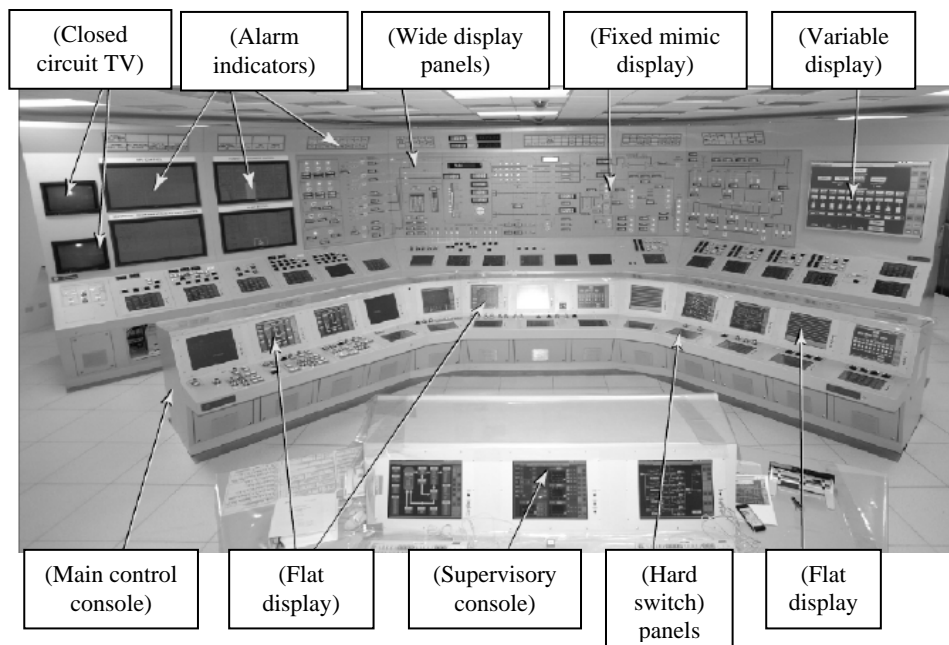 (Closed
circuit TV)
(Alarm
indicators)
(Wide display
panels)
(Fixed mimic
display)
(Variable
display)
(Main control
console)
(Flat
display)
(Supervisory
console)
(Hard
switch)
panels
(Flat
display